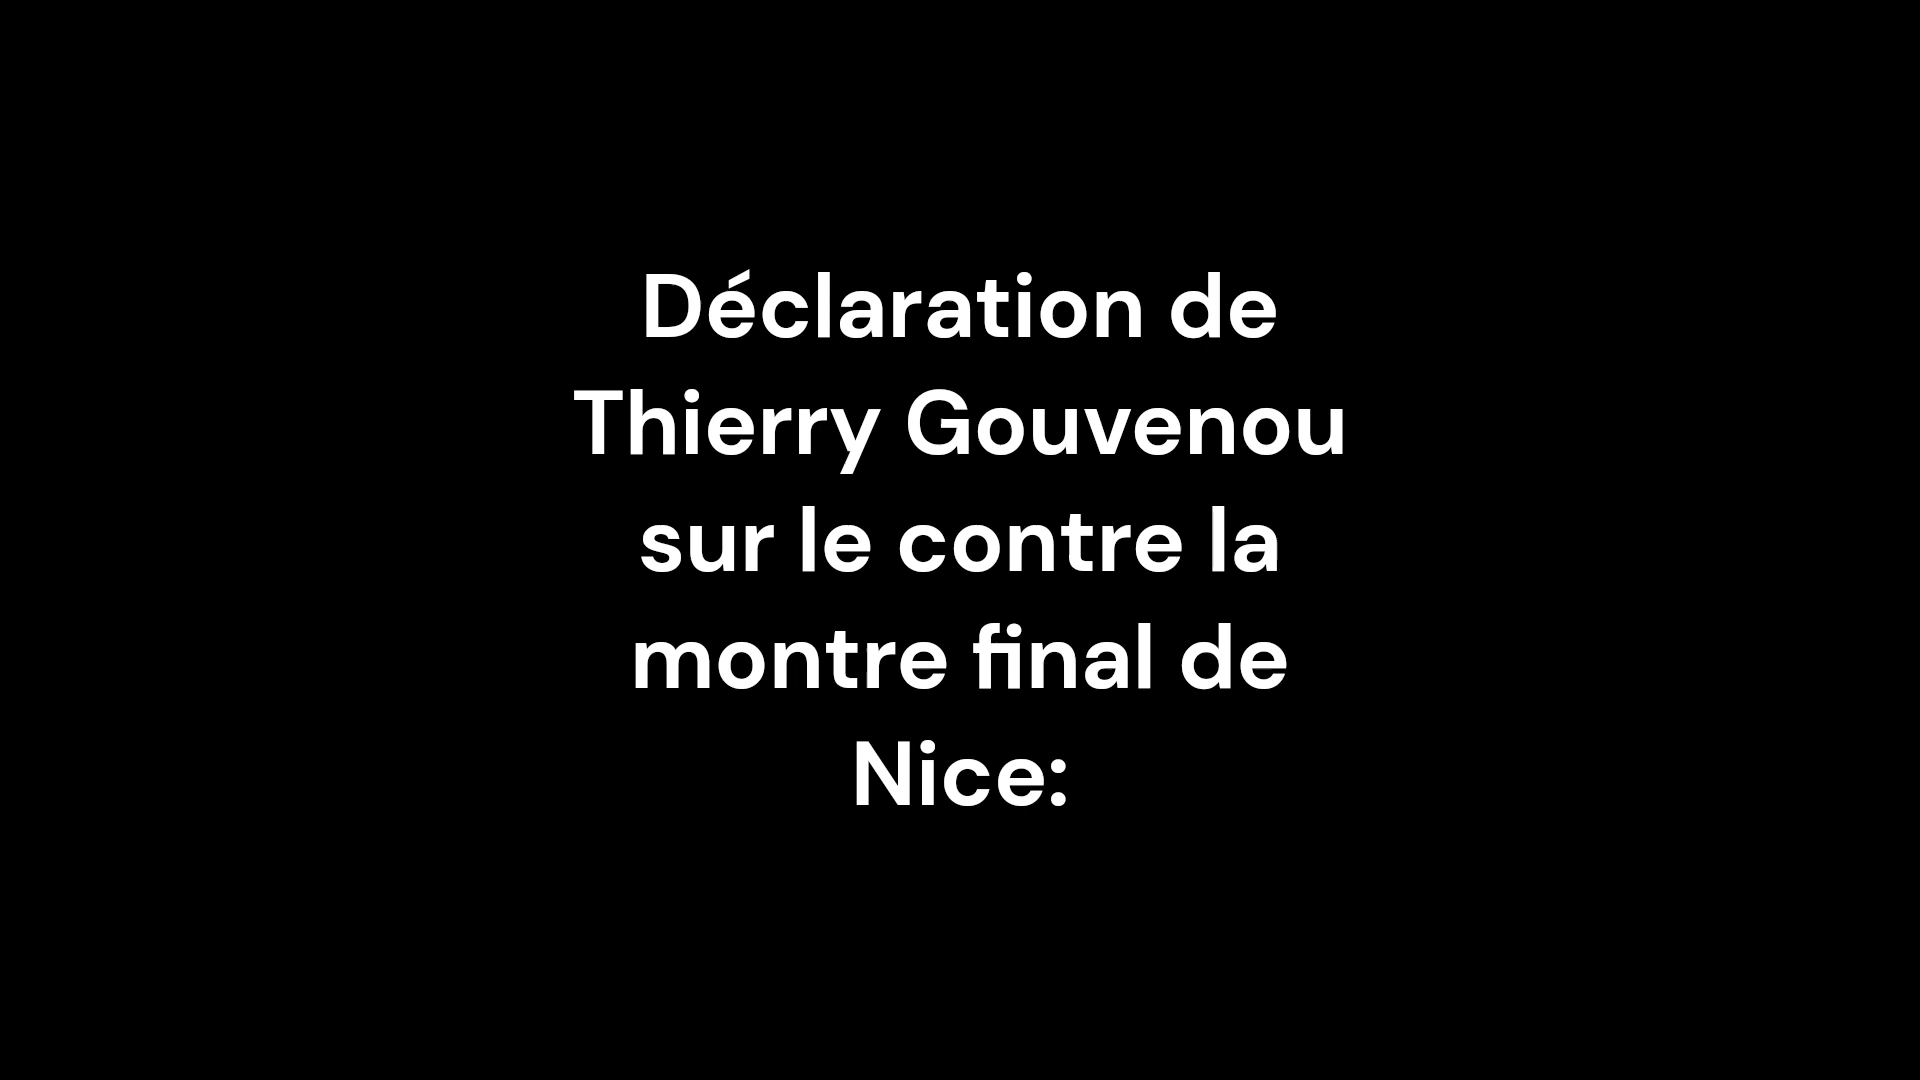 Déclaration de
Thierry Gouvenou
sur le contre la
montre final de
Nice: